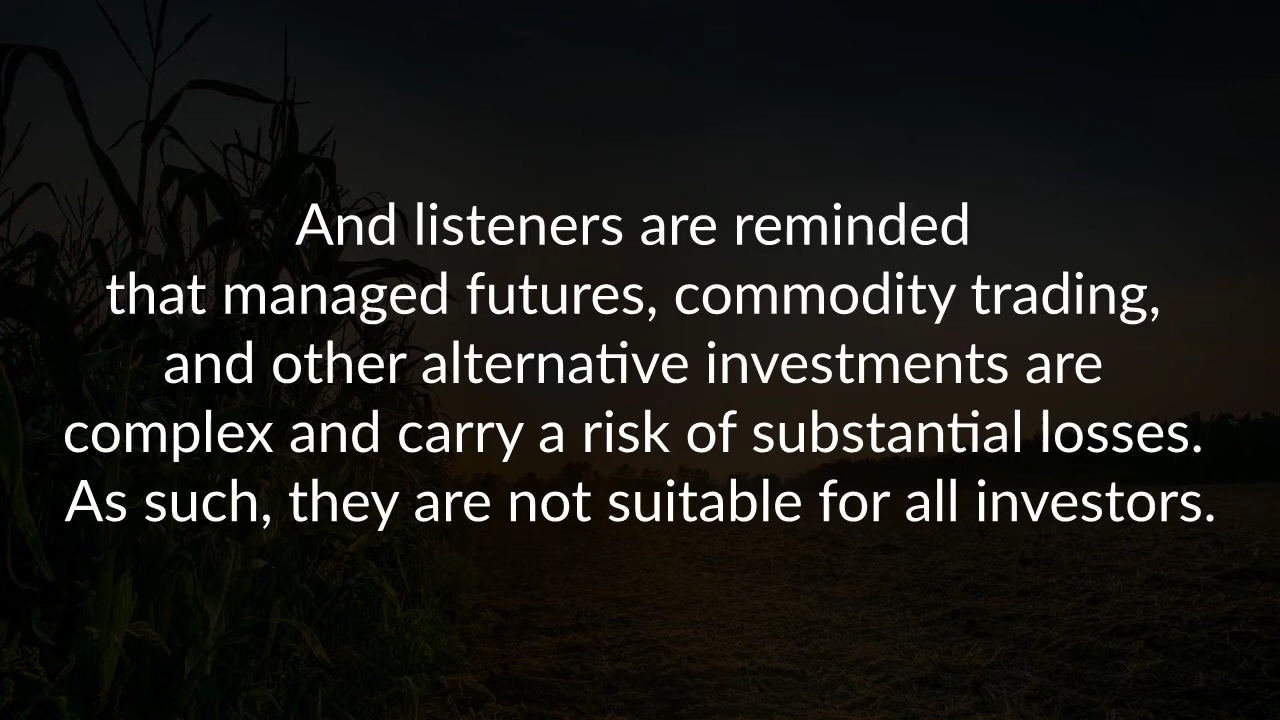 And listeners are reminded
that managed futures, commodity trading,
and other alternative investments are
complex and carry a risk of substantial losses.
As such, they are not suitable for all investors.